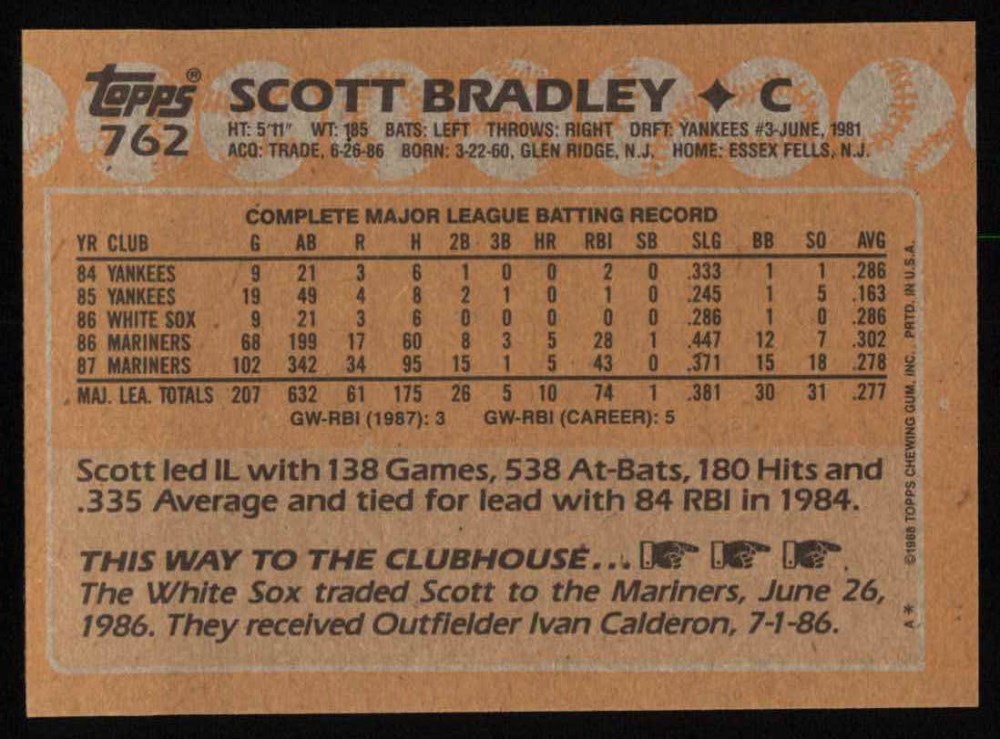 topps® SCOTT BRADLEY ✦ C
762
HT: 5'11" WT: 185 BATS: LEFT THROWS: RIGHT DRFT: YANKEES #3-JUNE, 1981
ACQ: TRADE, 6-26-86 BORN: 3-22-60, GLEN RIDGE, N.J. HOME: ESSEX FELLS, N.J.
COMPLETE MAJOR LEAGUE BATTING RECORD
YR CLUB G AB R H 2B 3B HR RBI SB SLG BB SO AVG
84 YANKEES 9 21 3 6 1 0 0 2 0 .333 1 1 .286
85 YANKEES 19 49 4 8 2 1 0 1 0 .245 1 5 .163
86 WHITE SOX 9 21 3 6 0 0 0 0 0 .286 1 0 .286
86 MARINERS 68 199 17 60 8 3 5 28 1 .447 12 7 .302
87 MARINERS 102 342 34 95 15 1 5 43 0 .371 15 18 .278
MAJ. LEA. TOTALS 207 632 61 175 26 5 10 74 1 .381 30 31 .277
GW-RBI (1987): 3 GW-RBI (CAREER): 5
Scott led IL with 138 Games, 538 At-Bats, 180 Hits and
.335 Average and tied for lead with 84 RBI in 1984.
THIS WAY TO THE CLUBHOUSE...
The White Sox traded Scott to the Mariners, June 26,
1986. They received Outfielder Ivan Calderon, 7-1-86.
A* ©1988 TOPPS CHEWING GUM, INC. PRTD. IN U.S.A.